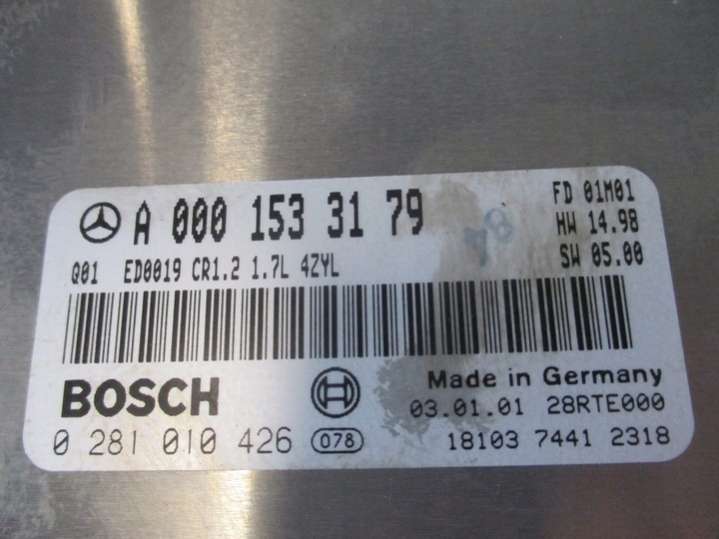 A 000 153 31 79
FD 01M01
HW 14.98
SW 05.00
Q01 ED0019 CR1.2 1.7L 4ZYL
BOSCH
Made in Germany
03.01.01 28RTE000
0 281 010 426 078
18103 7441 2318